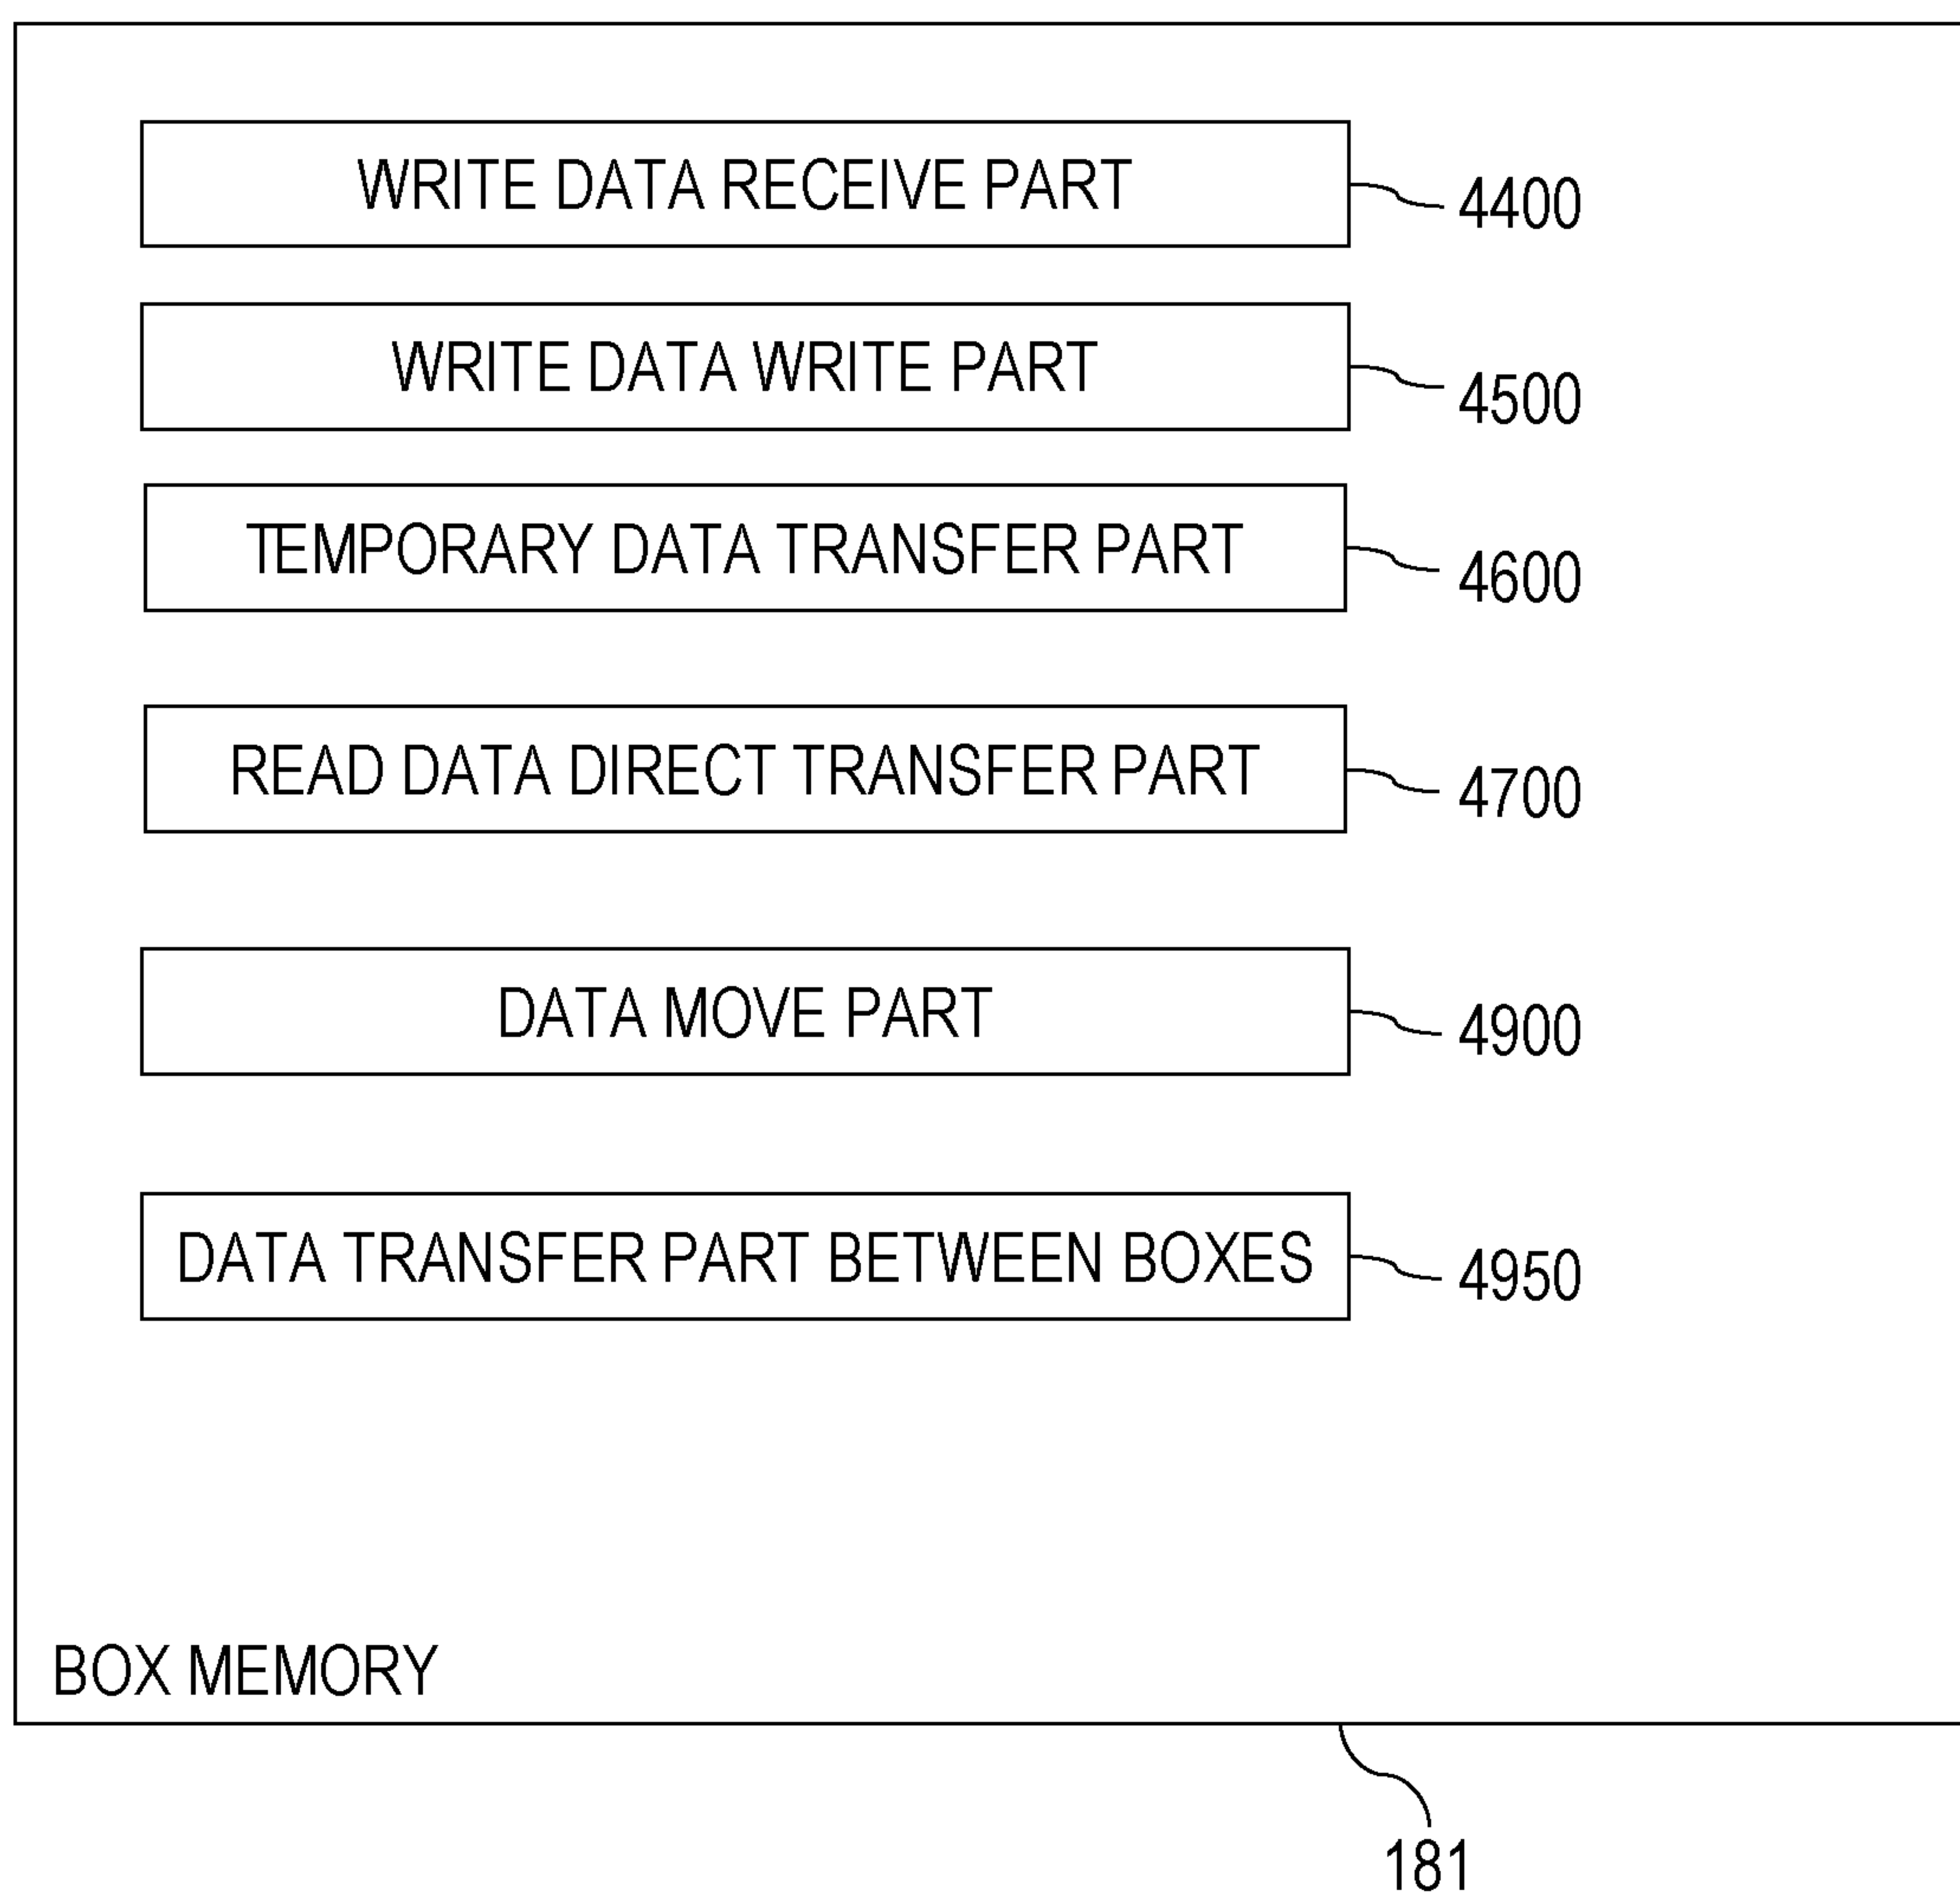 WRITE DATA RECEIVE PART 4400
WRITE DATA WRITE PART 4500
TEMPORARY DATA TRANSFER PART 4600
READ DATA DIRECT TRANSFER PART 4700
DATA MOVE PART 4900
DATA TRANSFER PART BETWEEN BOXES 4950
BOX MEMORY
181